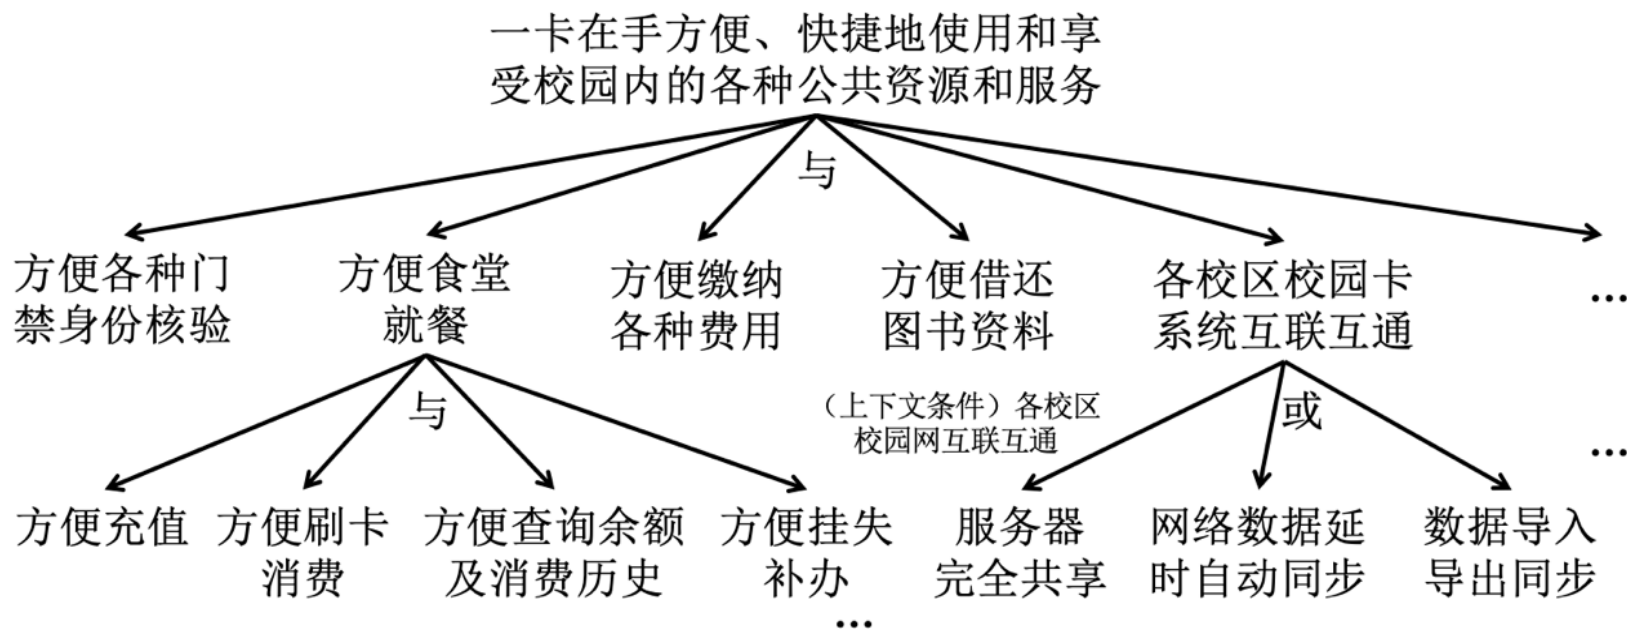 一卡在手方便、快捷地使用和享
受校园内的各种公共资源和服务
与
方便各种门
禁身份核验
方便食堂
就餐
方便缴纳
各种费用
方便借还
图书资料
各校区校园卡
系统互联互通
...
与
（上下文条件）各校区
校园网互联互通
或
...
方便充值
方便刷卡
消费
方便查询余额
及消费历史
方便挂失
补办
服务器
完全共享
网络数据延
时自动同步
数据导入
导出同步
...